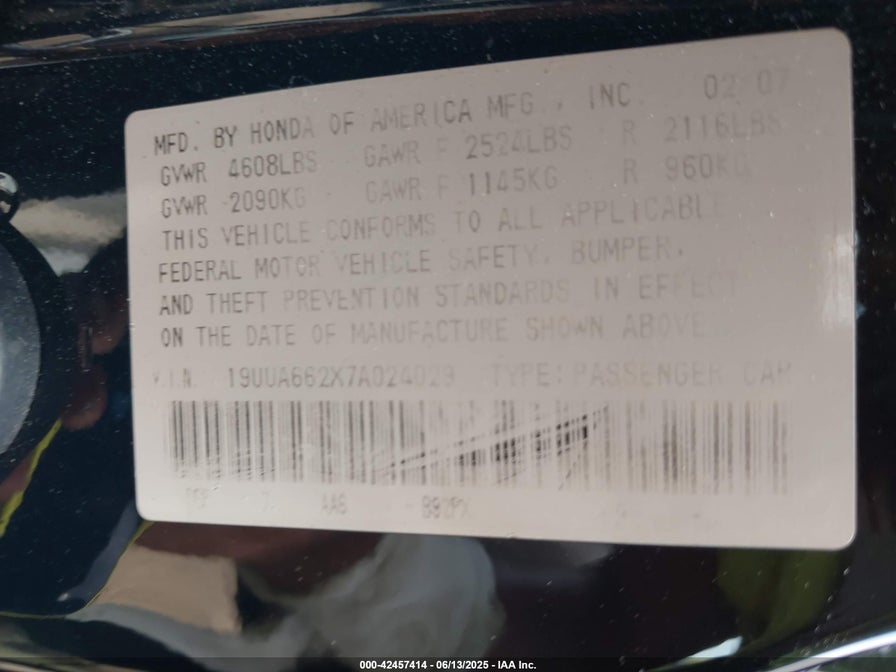 MFD. BY HONDA OF AMERICA MFG., INC. 02/07
GVWR 4608LBS GAWR F 2524LBS R 2116LBS
GVWR 2090KG GAWR F 1145KG R 960KG
THIS VEHICLE CONFORMS TO ALL APPLICABLE
FEDERAL MOTOR VEHICLE SAFETY, BUMPER,
AND THEFT PREVENTION STANDARDS IN EFFECT
ON THE DATE OF MANUFACTURE SHOWN ABOVE.
V.I.N. 19UUA662X7A024029 TYPE: PASSENGER CAR
AA6
000-42457414 - 06/13/2025 - IAA Inc.